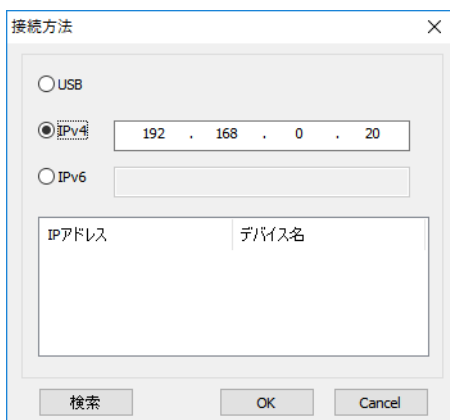 接続方法
USB
IPv4 192 . 168 . 0 . 20
IPv6
IPアドレス デバイス名
検索 OK Cancel